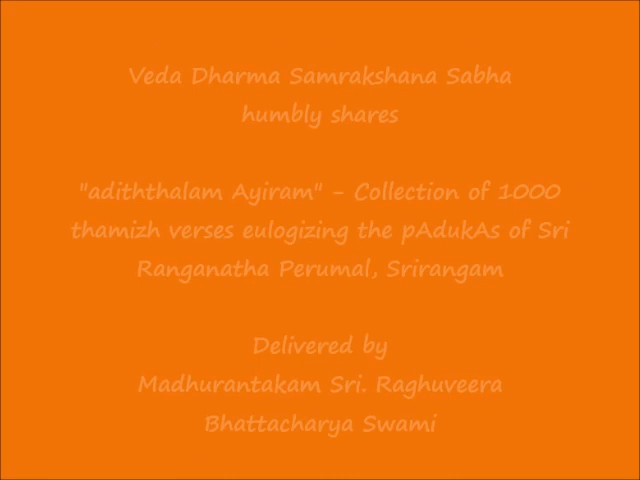 Veda Dharma Samrakshana Sabha
humbly shares
"adiththalam Ayiram" - Collection of 1000
thamizh verses eulogizing the pAdukAs of Sri
Ranganatha Perumal, Srirangam
Delivered by
Madhurantakam Sri. Raghuveera
Bhattacharya Swami